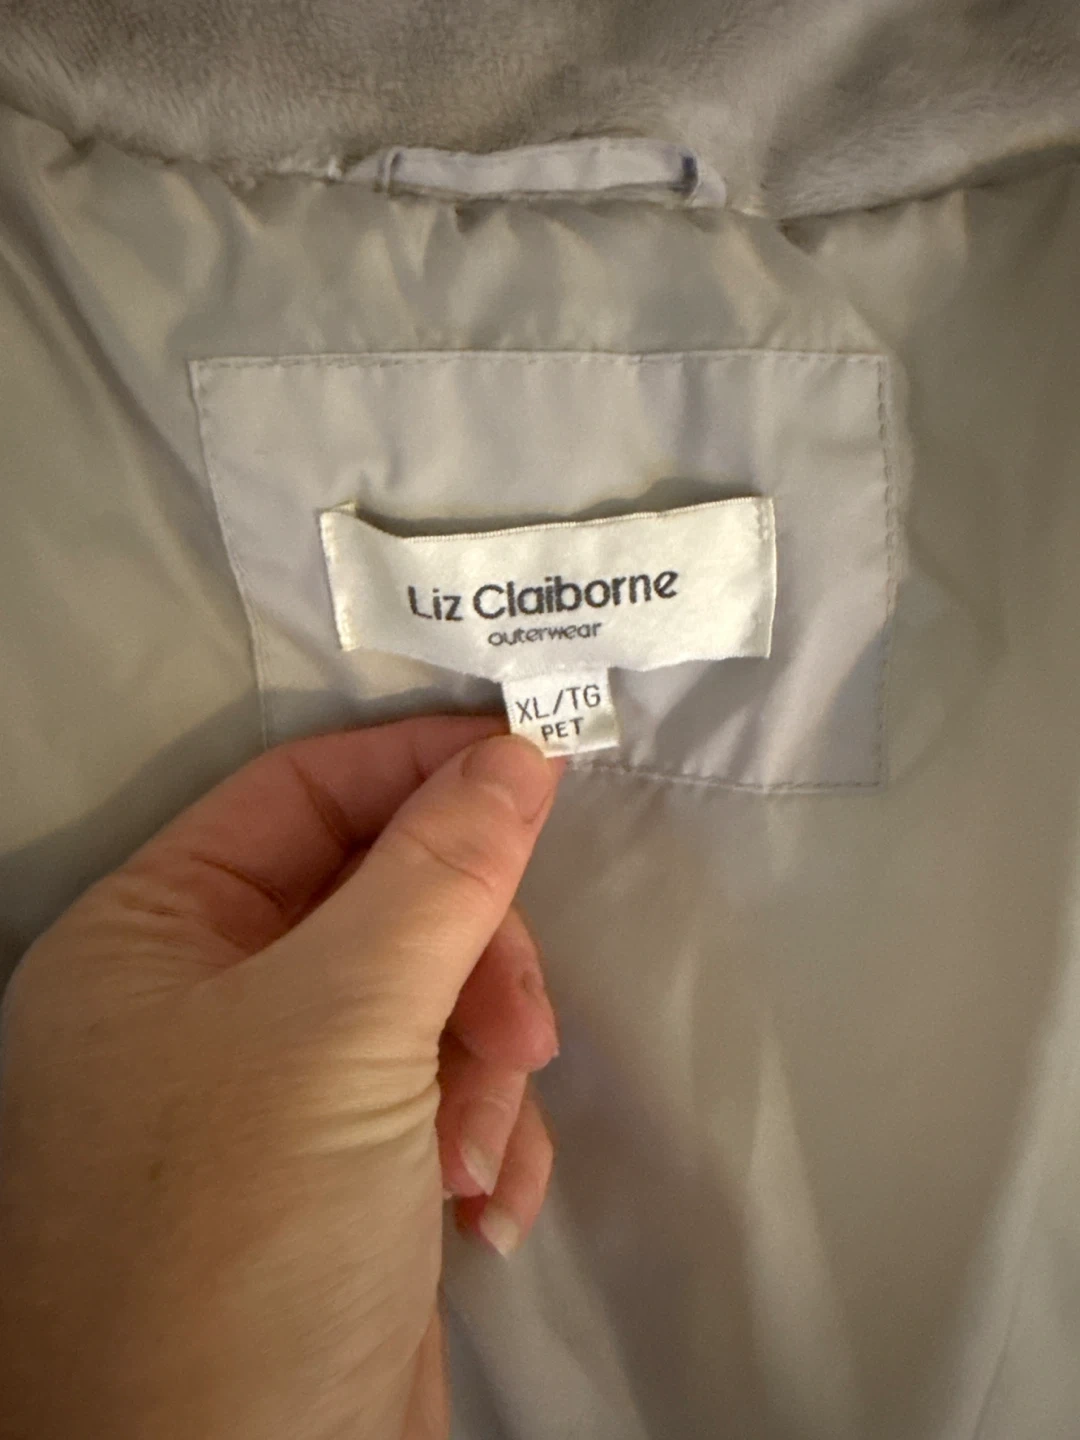 Liz Claiborne
outerwear
XL/TG
PET